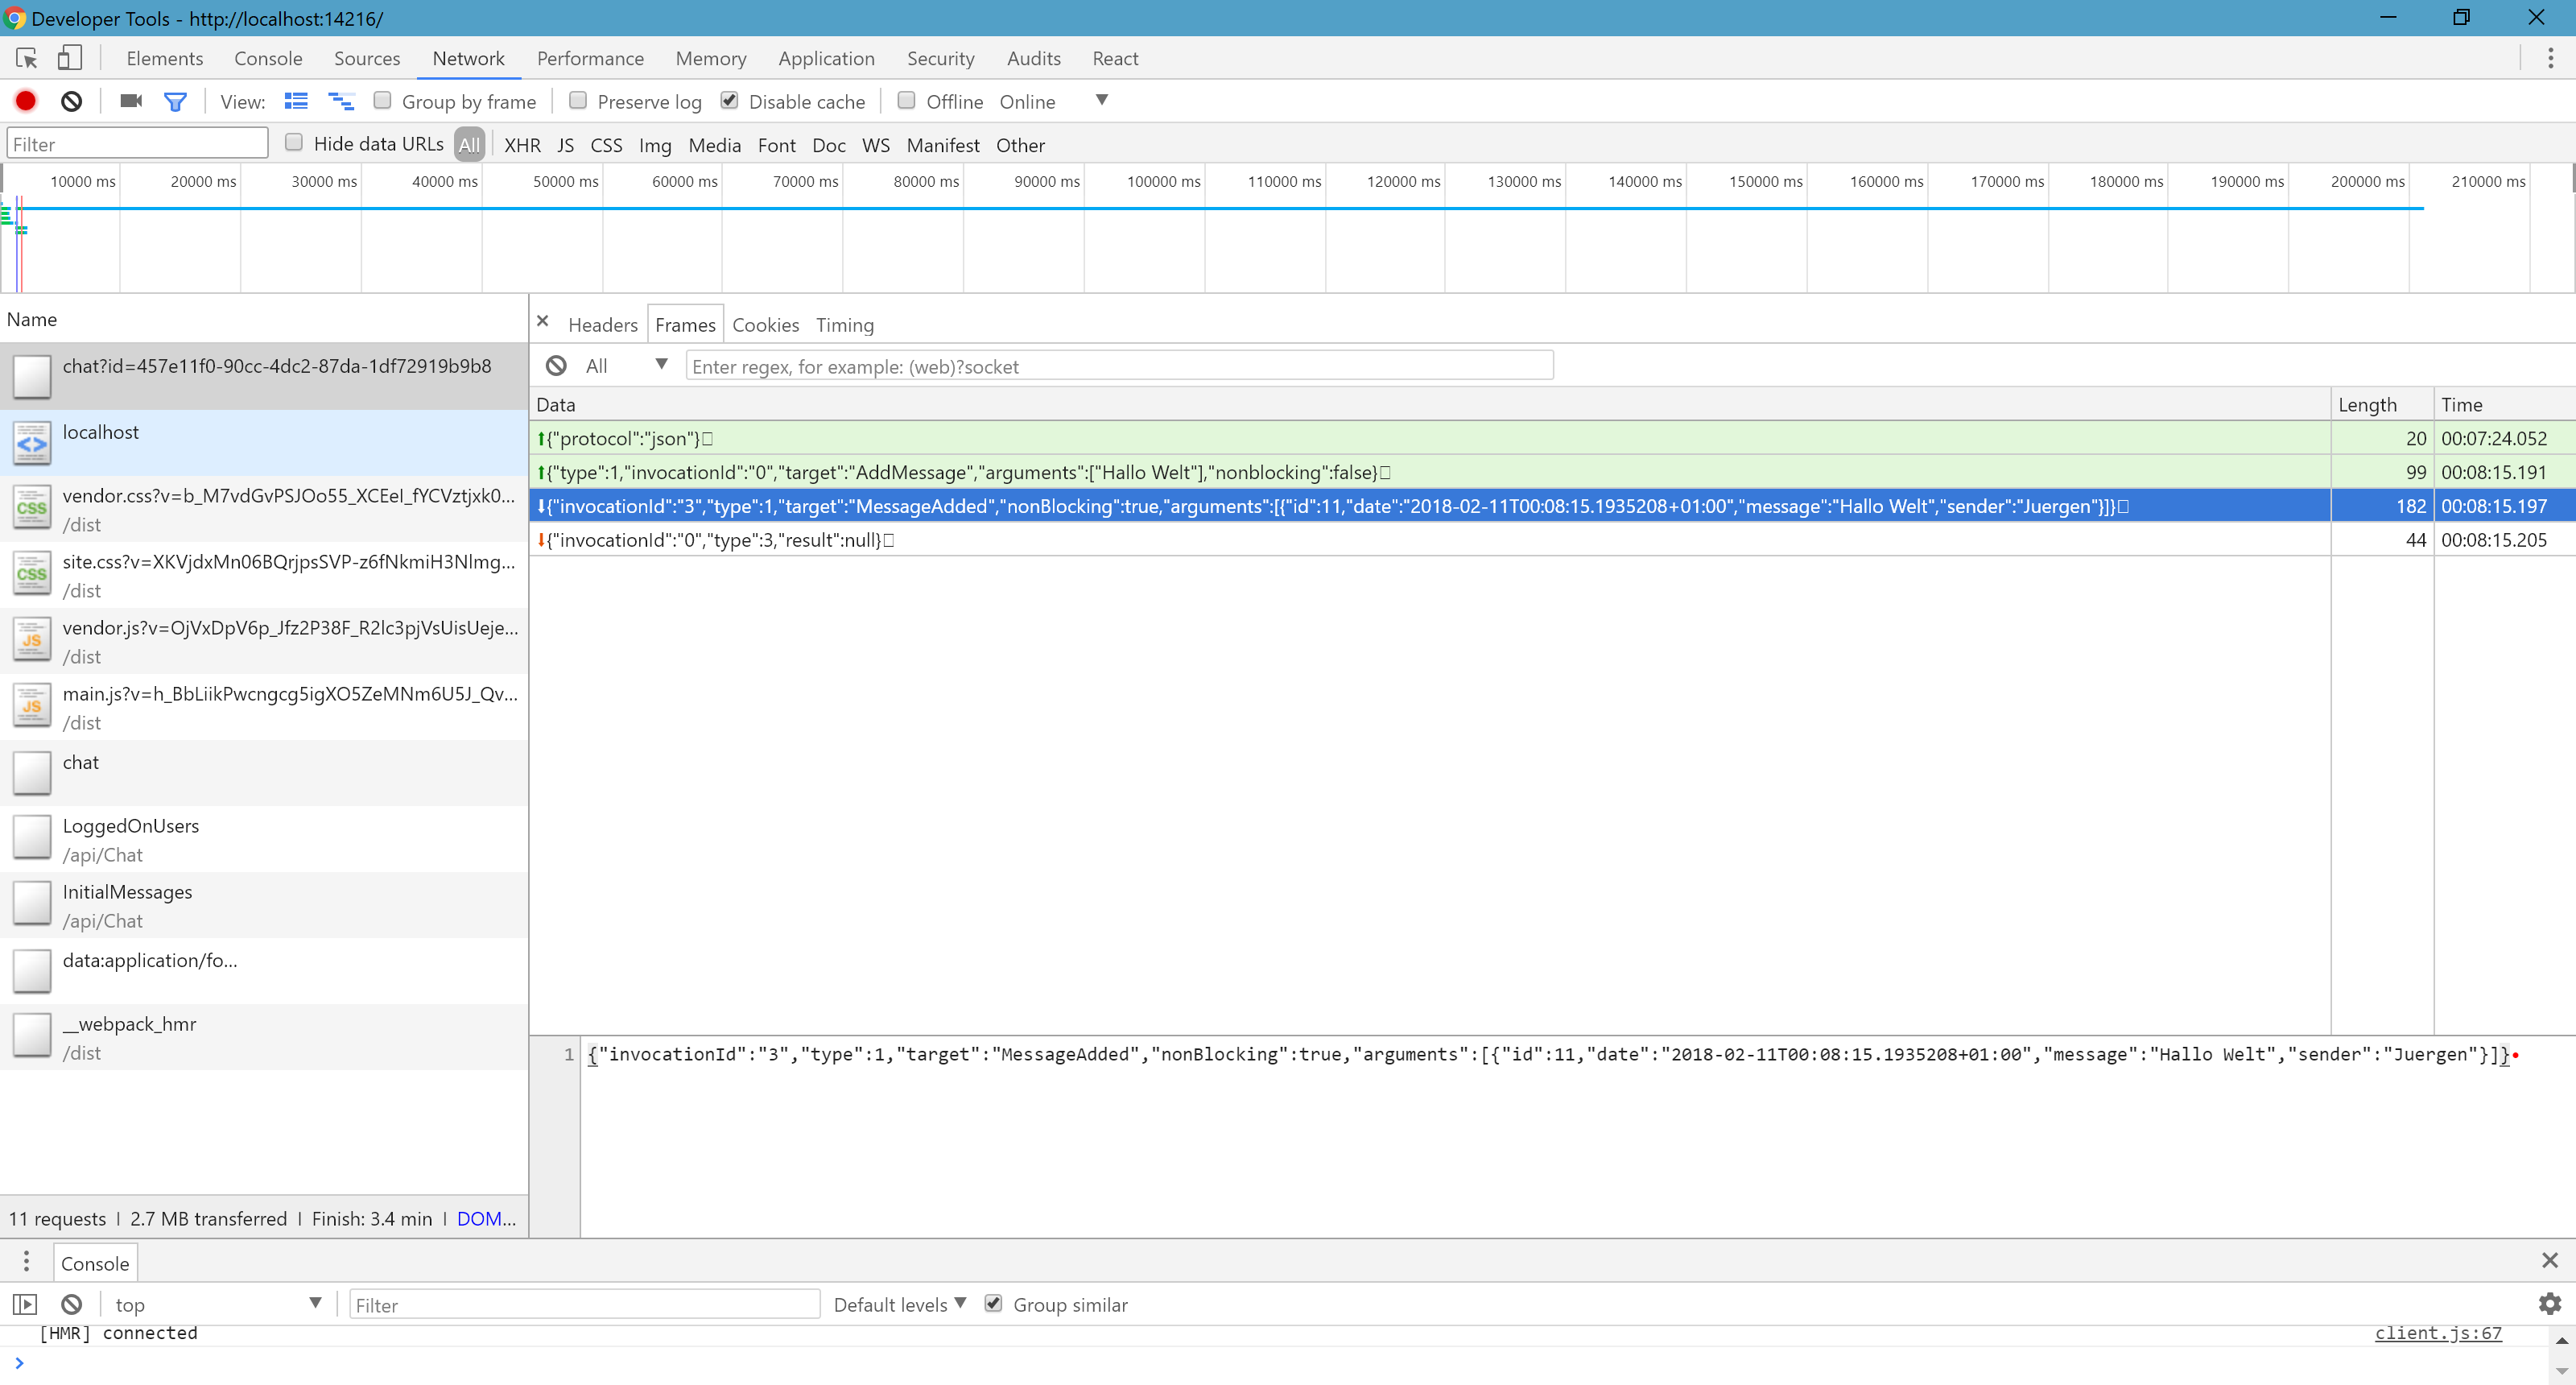 Developer Tools - http://localhost:14216/
Elements Console Sources Network Performance Memory Application Security Audits React
View: Group by frame Preserve log Disable cache Offline Online
Filter Hide data URLs All XHR JS CSS Img Media Font Doc WS Manifest Other
10000 ms 20000 ms 30000 ms 40000 ms 50000 ms 60000 ms 70000 ms 80000 ms 90000 ms 100000 ms 110000 ms 120000 ms 130000 ms 140000 ms 150000 ms 160000 ms 170000 ms 180000 ms 190000 ms 200000 ms 210000 ms
Name
chat?id=457e11f0-90cc-4dc2-87da-1df72919b9b8
localhost
vendor.css?v=b_M7vdGvPSJOo55_XCEeI_fYCVztjxk0...
/dist
site.css?v=XKVjdxMn06BQrjpsSVP-z6fNkmiH3Nlmg...
/dist
vendor.js?v=OjVxDpV6p_Jfz2P38F_R2lc3pjVsUisUeje...
/dist
main.js?v=h_BbLiikPwcngcg5igXO5ZeMNm6U5J_Qv...
/dist
chat
LoggedOnUsers
/api/Chat
InitialMessages
/api/Chat
data:application/fo...
__webpack_hmr
/dist
11 requests | 2.7 MB transferred | Finish: 3.4 min | DOM...
Headers Frames Cookies Timing
All Enter regex, for example: (web)?socket
Data Length Time
{"protocol":"json"} 20 00:07:24.052
{"type":1,"invocationId":"0","target":"AddMessage","arguments":["Hallo Welt"],"nonblocking":false} 99 00:08:15.191
{"invocationId":"3","type":1,"target":"MessageAdded","nonBlocking":true,"arguments":[{"id":11,"date":"2018-02-11T00:08:15.1935208+01:00","message":"Hallo Welt","sender":"Juergen"}]} 182 00:08:15.197
{"invocationId":"0","type":3,"result":null} 44 00:08:15.205
1 {"invocationId":"3","type":1,"target":"MessageAdded","nonBlocking":true,"arguments":[{"id":11,"date":"2018-02-11T00:08:15.1935208+01:00","message":"Hallo Welt","sender":"Juergen"}]}
Console
top Filter Default levels Group similar
[HMR] connected client.js:67